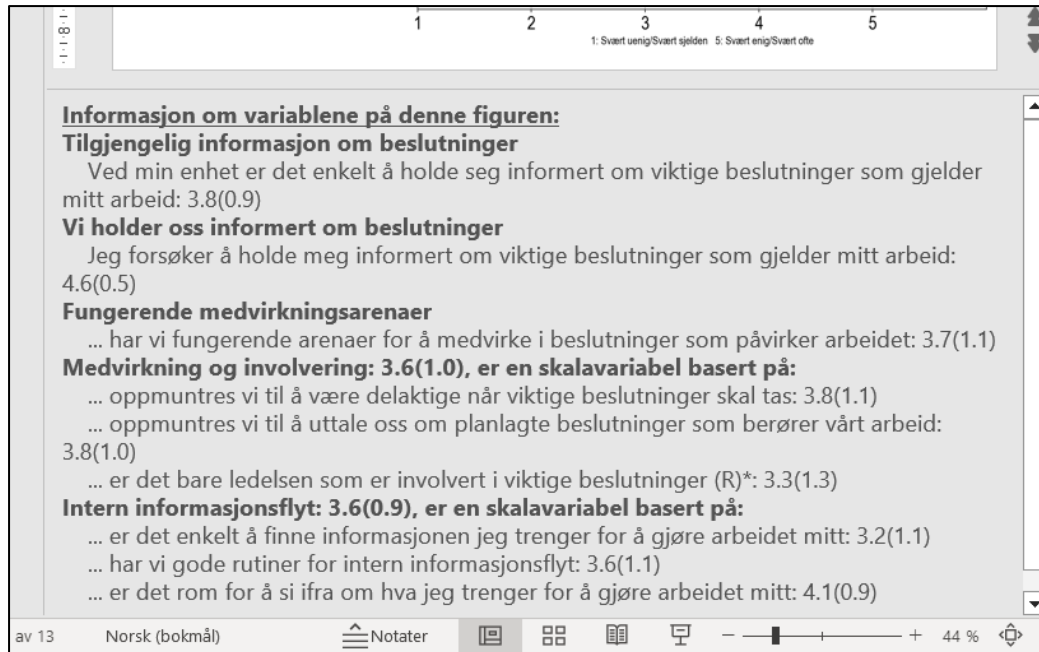 1·8·1·1·
1 2 3 4 5
1: Svært uenig/Svært sjelden 5: Svært enig/Svært ofte
Informasjon om variablene på denne figuren:
Tilgjengelig informasjon om beslutninger
Ved min enhet er det enkelt å holde seg informert om viktige beslutninger som gjelder
mitt arbeid: 3.8(0.9)
Vi holder oss informert om beslutninger
Jeg forsøker å holde meg informert om viktige beslutninger som gjelder mitt arbeid:
4.6(0.5)
Fungerende medvirkningsarenaer
... har vi fungerende arenaer for å medvirke i beslutninger som påvirker arbeidet: 3.7(1.1)
Medvirkning og involvering: 3.6(1.0), er en skalavariabel basert på:
... oppmuntres vi til å være delaktige når viktige beslutninger skal tas: 3.8(1.1)
... oppmuntres vi til å uttale oss om planlagte beslutninger som berører vårt arbeid:
3.8(1.0)
... er det bare ledelsen som er involvert i viktige beslutninger (R)*: 3.3(1.3)
Intern informasjonsflyt: 3.6(0.9), er en skalavariabel basert på:
... er det enkelt å finne informasjonen jeg trenger for å gjøre arbeidet mitt: 3.2(1.1)
... har vi gode rutiner for intern informasjonsflyt: 3.6(1.1)
... er det rom for å si ifra om hva jeg trenger for å gjøre arbeidet mitt: 4.1(0.9)
av 13 Norsk (bokmål) Notater 44 %